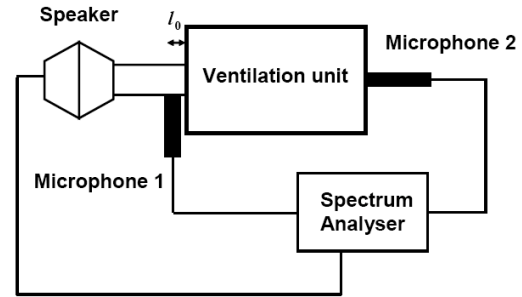 Speaker
l₀
Ventilation unit
Microphone 2
Microphone 1
Spectrum
Analyser